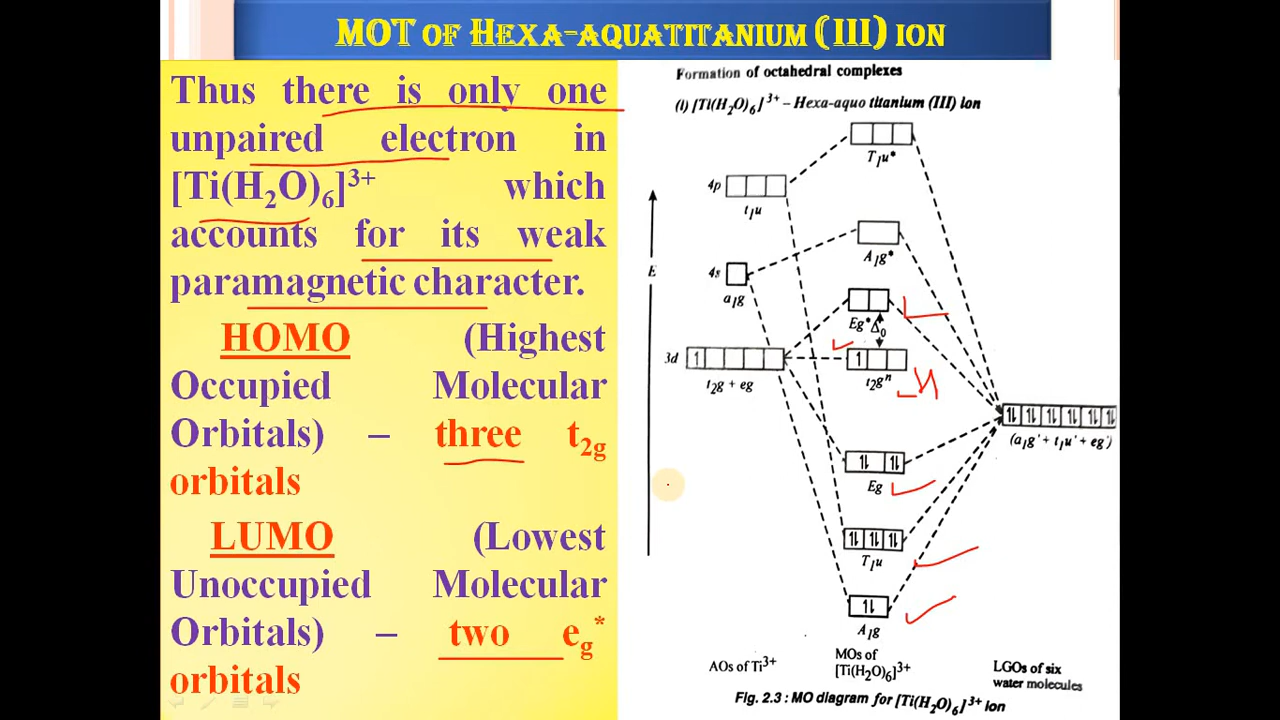 MOT OF HEXA-AQUATITANIUM (III) ION
Thus there is only one
unpaired electron in
[Ti(H₂O)₆]³⁺ which
accounts for its weak
paramagnetic character.
HOMO (Highest
Occupied Molecular
Orbitals) – three t₂g
orbitals
LUMO (Lowest
Unoccupied Molecular
Orbitals) – two eg*
orbitals
Formation of octahedral complexes
(i) [Ti(H₂O)₆]³⁺ – Hexa-aquo titanium (III) ion
T₁u*
4p
t₁u
A₁g*
4s
a₁g
E
Eg* Δ₀
3d
t₂g + eg
t₂gⁿ
(a₁g' + t₁u' + eg')
Eg
T₁u
A₁g
AOs of Ti³⁺
MOs of
[Ti(H₂O)₆]³⁺
LGOs of six
water molecules
Fig. 2.3 : MO diagram for [Ti(H₂O)₆]³⁺ ion